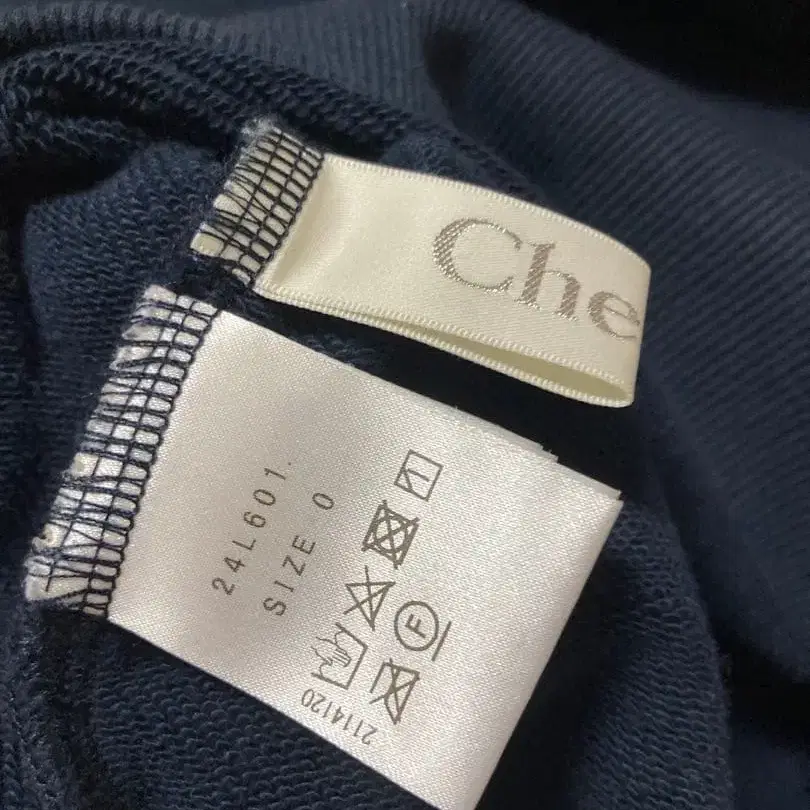 Che
24L601.
SIZE 0
F
2114120